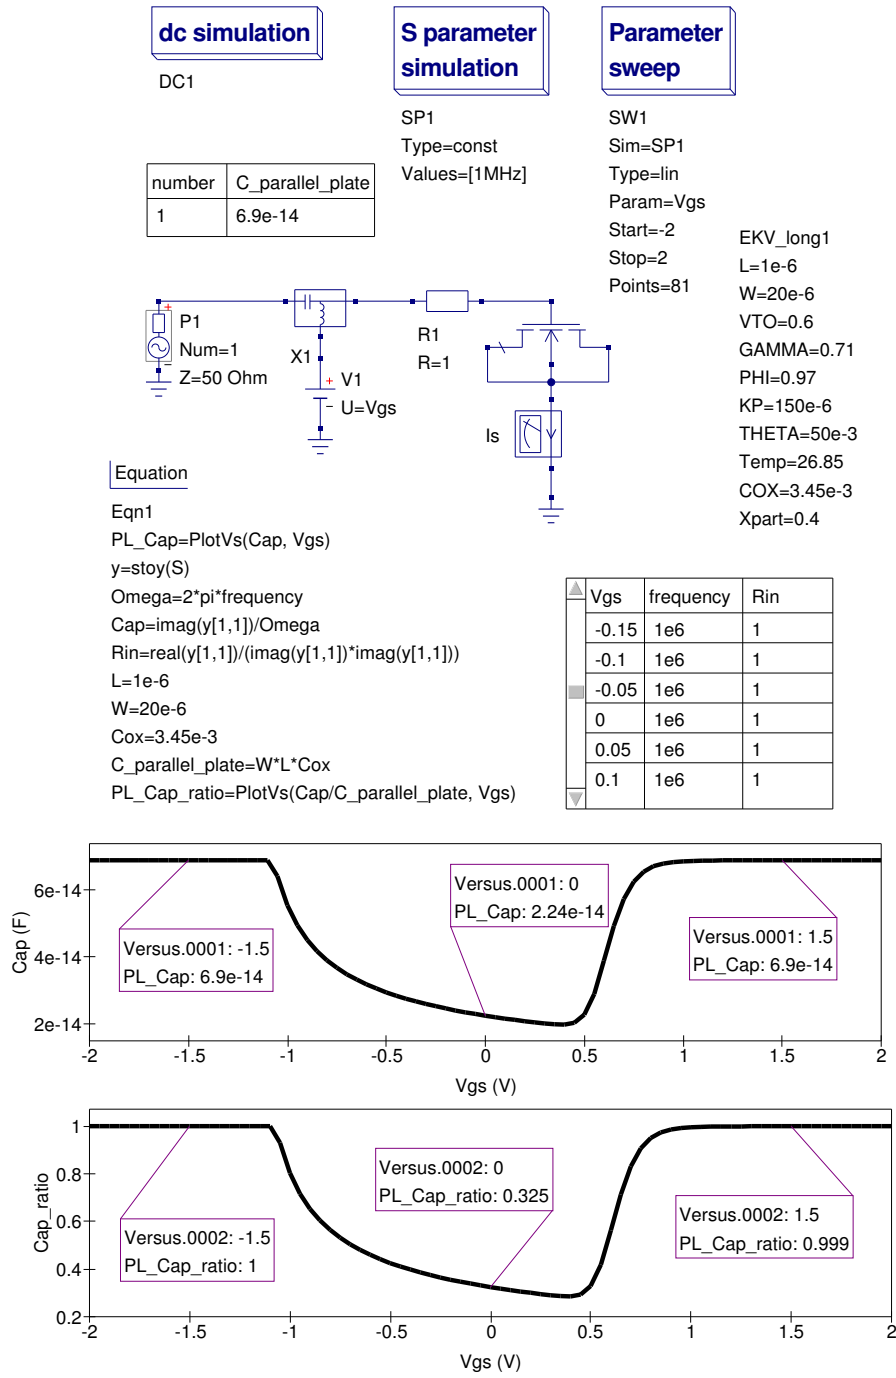 dc simulation
DC1
S parameter
simulation
SP1
Type=const
Values=[1MHz]
Parameter
sweep
SW1
Sim=SP1
Type=lin
Param=Vgs
Start=-2
Stop=2
Points=81
number C_parallel_plate
1 6.9e-14
EKV_long1
L=1e-6
W=20e-6
VTO=0.6
GAMMA=0.71
PHI=0.97
KP=150e-6
THETA=50e-3
Temp=26.85
COX=3.45e-3
Xpart=0.4
+
P1
Num=1
Z=50 Ohm
−
X1
+ V1
− U=Vgs
R1
R=1
Is
Equation
Eqn1
PL_Cap=PlotVs(Cap, Vgs)
y=stoy(S)
Omega=2*pi*frequency
Cap=imag(y[1,1])/Omega
Rin=real(y[1,1])/(imag(y[1,1])*imag(y[1,1]))
L=1e-6
W=20e-6
Cox=3.45e-3
C_parallel_plate=W*L*Cox
PL_Cap_ratio=PlotVs(Cap/C_parallel_plate, Vgs)
Vgs frequency Rin
-0.15 1e6 1
-0.1 1e6 1
-0.05 1e6 1
0 1e6 1
0.05 1e6 1
0.1 1e6 1
Cap (F)
6e-14
4e-14
2e-14
Versus.0001: -1.5
PL_Cap: 6.9e-14
Versus.0001: 0
PL_Cap: 2.24e-14
Versus.0001: 1.5
PL_Cap: 6.9e-14
-2 -1.5 -1 -0.5 0 0.5 1 1.5 2
Vgs (V)
Cap_ratio
1
0.8
0.6
0.4
0.2
Versus.0002: -1.5
PL_Cap_ratio: 1
Versus.0002: 0
PL_Cap_ratio: 0.325
Versus.0002: 1.5
PL_Cap_ratio: 0.999
-2 -1.5 -1 -0.5 0 0.5 1 1.5 2
Vgs (V)